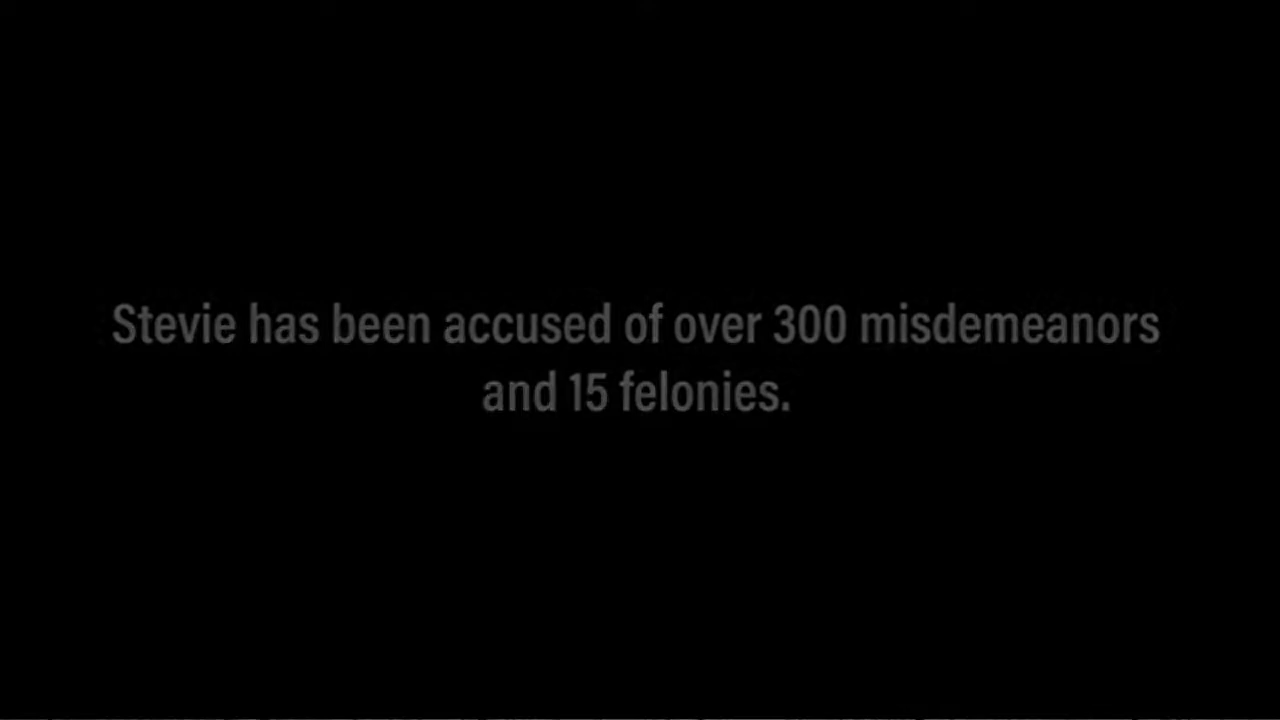 Stevie has been accused of over 300 misdemeanors
and 15 felonies.